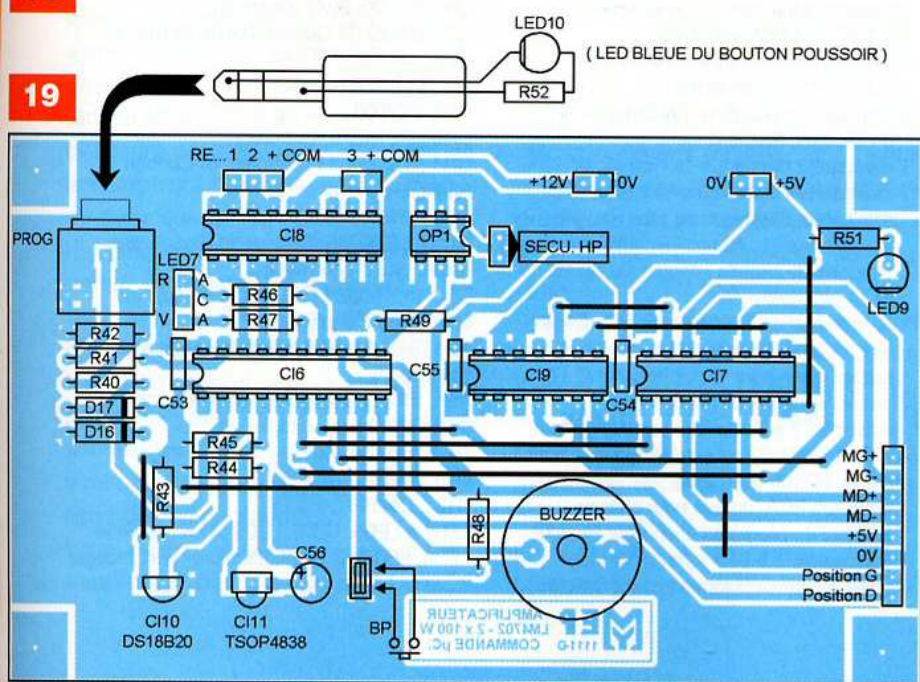 LED10
( LED BLEUE DU BOUTON POUSSOIR )
R52
19
RE...1 2 + COM 3 + COM
+12V 0V 0V +5V
PROG
CI8
OP1
SECU. HP
R51
LED7
R A
C
V A
LED9
R46
R47
R49
R42
R41
R40
D17
D16
C53
CI6
C55
CI9
C54
CI7
R45
R44
R43
R48
BUZZER
MG+
MG-
MD+
MD-
+5V
0V
Position G
Position D
C56
CI10
DS18B20
CI11
TSOP4838
BP
AMPLIFICATEUR
LM4702 - 2 x 100 W
COMMANDE µC.
MED
1111-D